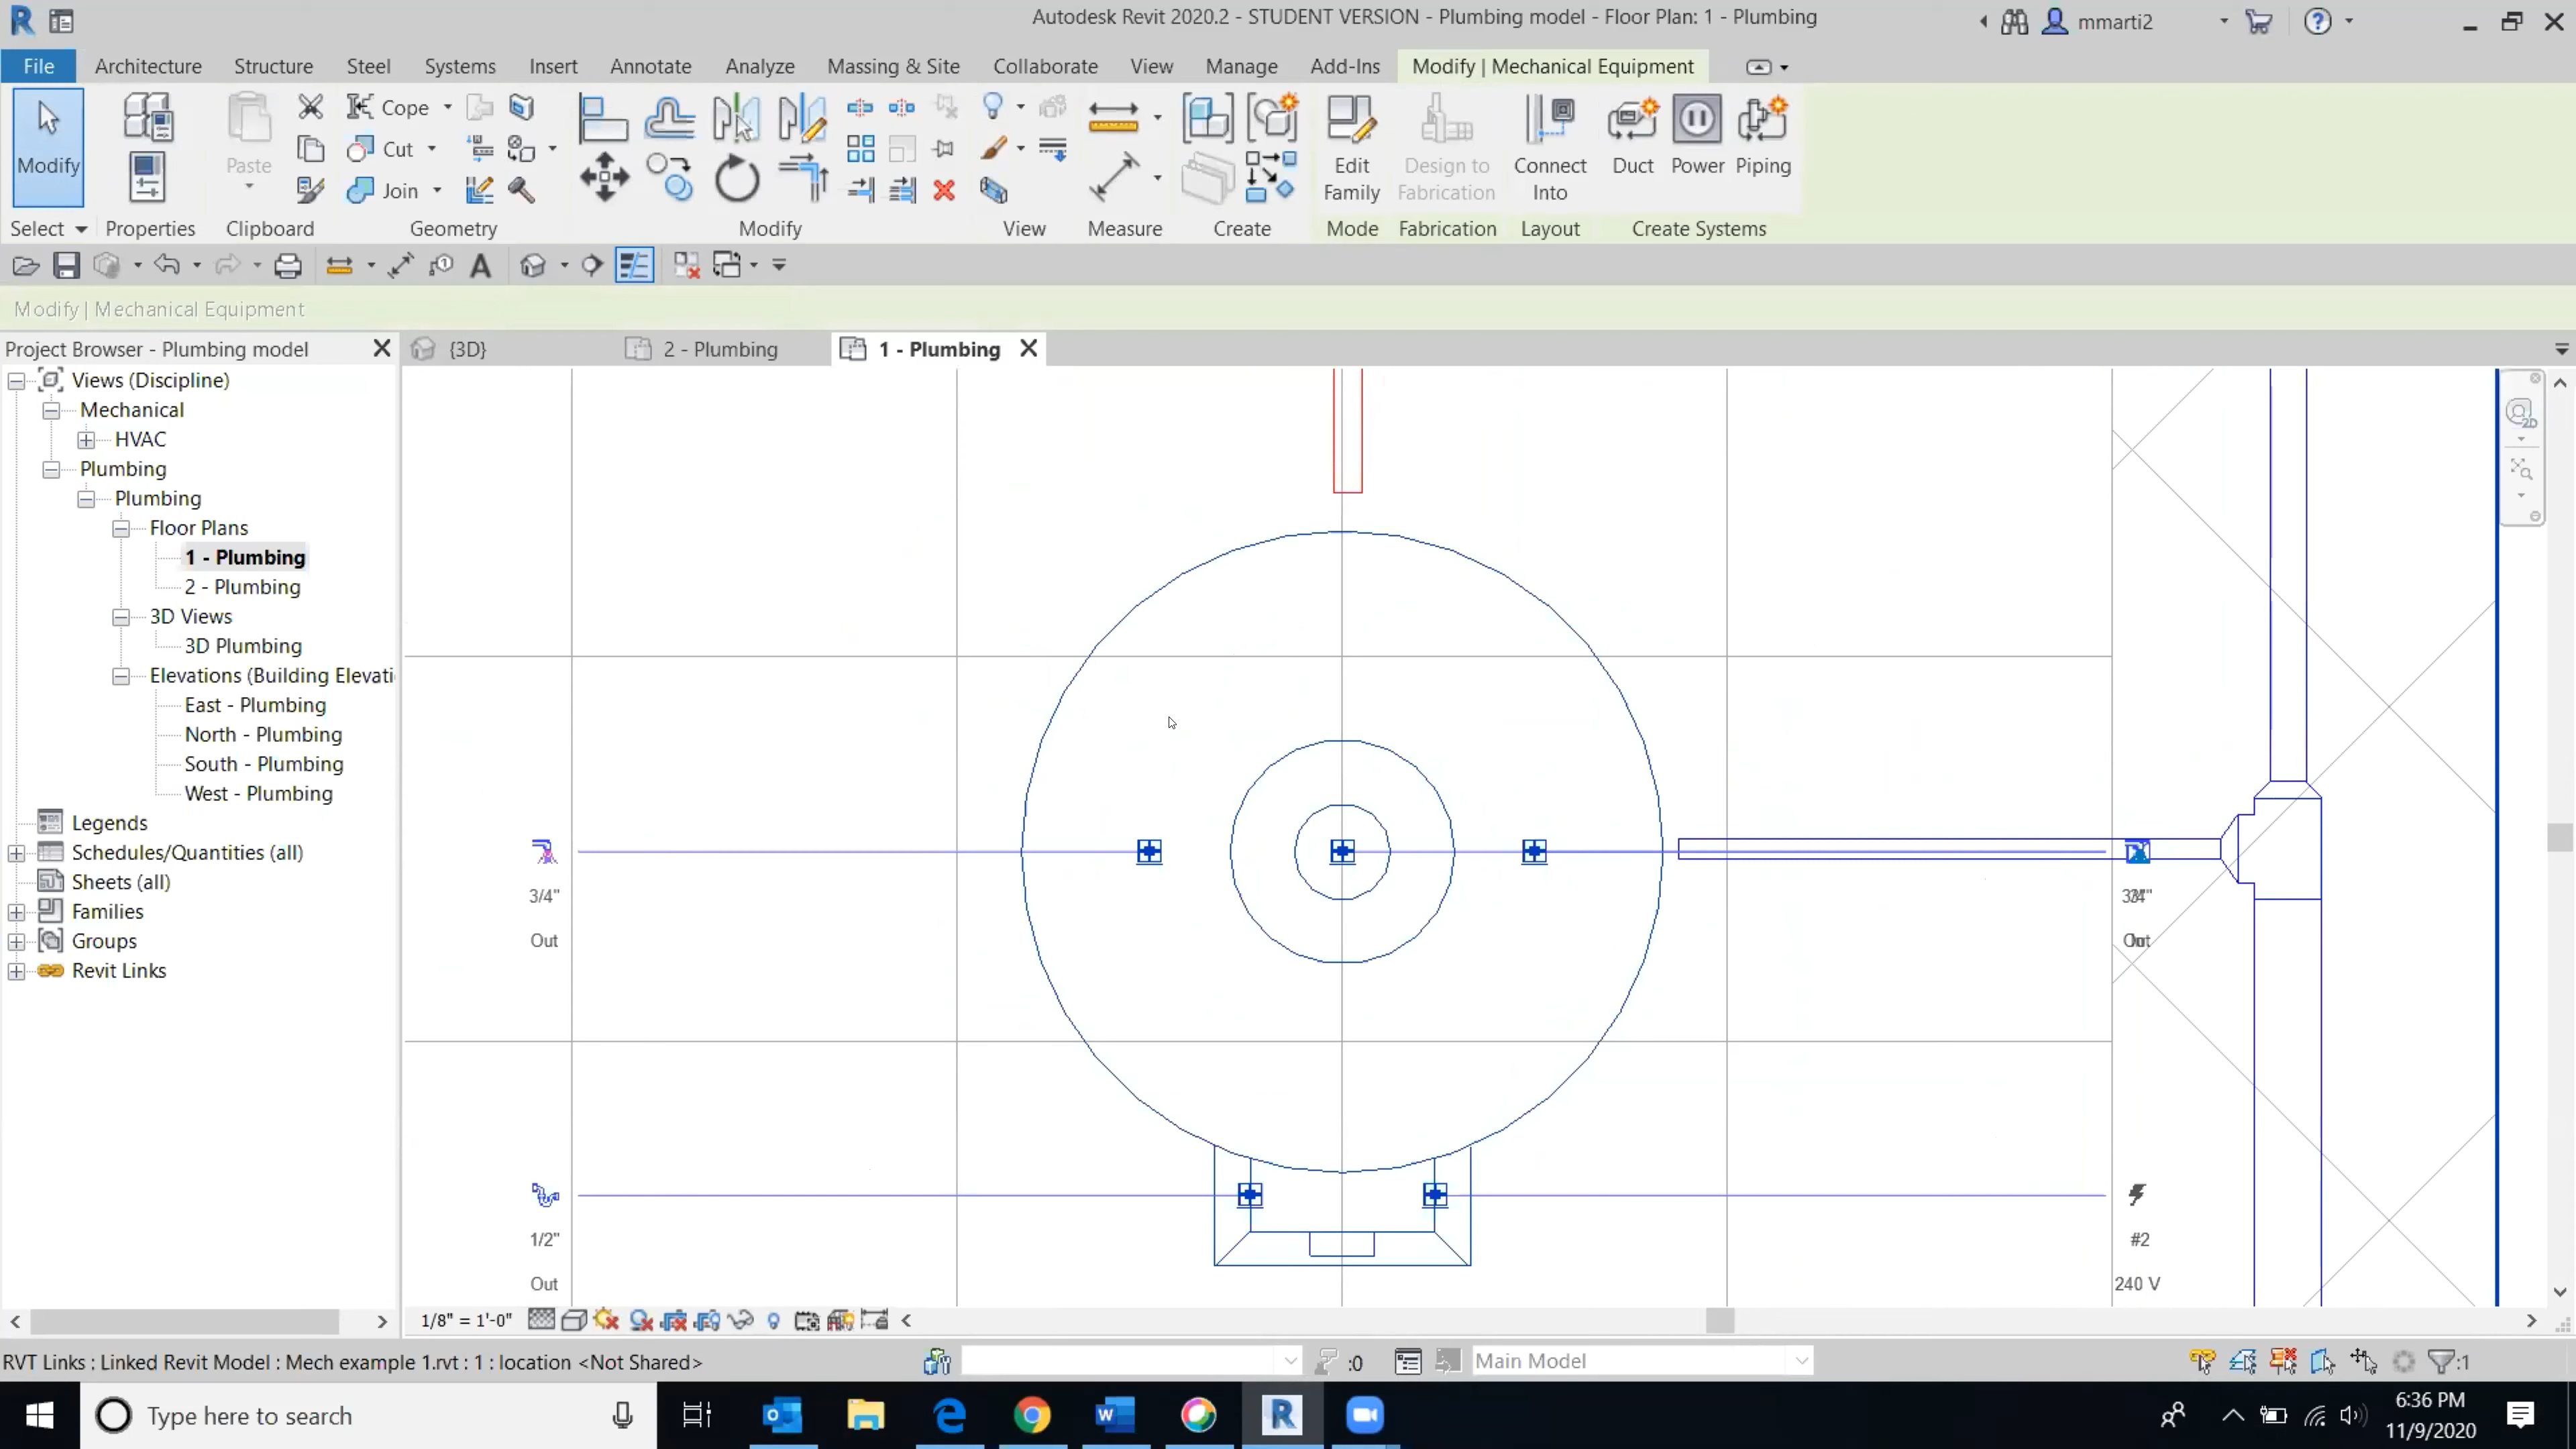 Autodesk Revit 2020.2 - STUDENT VERSION - Plumbing model - Floor Plan: 1 - Plumbing
mmarti2
File Architecture Structure Steel Systems Insert Annotate Analyze Massing & Site Collaborate View Manage Add-Ins Modify | Mechanical Equipment
Modify
Paste
Cope
Cut
Join
Edit Family
Design to Fabrication
Connect Into
Duct
Power
Piping
Select Properties Clipboard Geometry Modify View Measure Create Mode Fabrication Layout Create Systems
Modify | Mechanical Equipment
Project Browser - Plumbing model
{3D}
2 - Plumbing
1 - Plumbing
Views (Discipline)
Mechanical
HVAC
Plumbing
Plumbing
Floor Plans
1 - Plumbing
2 - Plumbing
3D Views
3D Plumbing
Elevations (Building Elevati
East - Plumbing
North - Plumbing
South - Plumbing
West - Plumbing
Legends
Schedules/Quantities (all)
Sheets (all)
Families
Groups
Revit Links
2D
3/4"
Out
1/2"
Out
#2
240 V
1/8" = 1'-0"
RVT Links : Linked Revit Model : Mech example 1.rvt : 1 : location <Not Shared>
:0
Main Model
:1
Type here to search
6:36 PM
11/9/2020